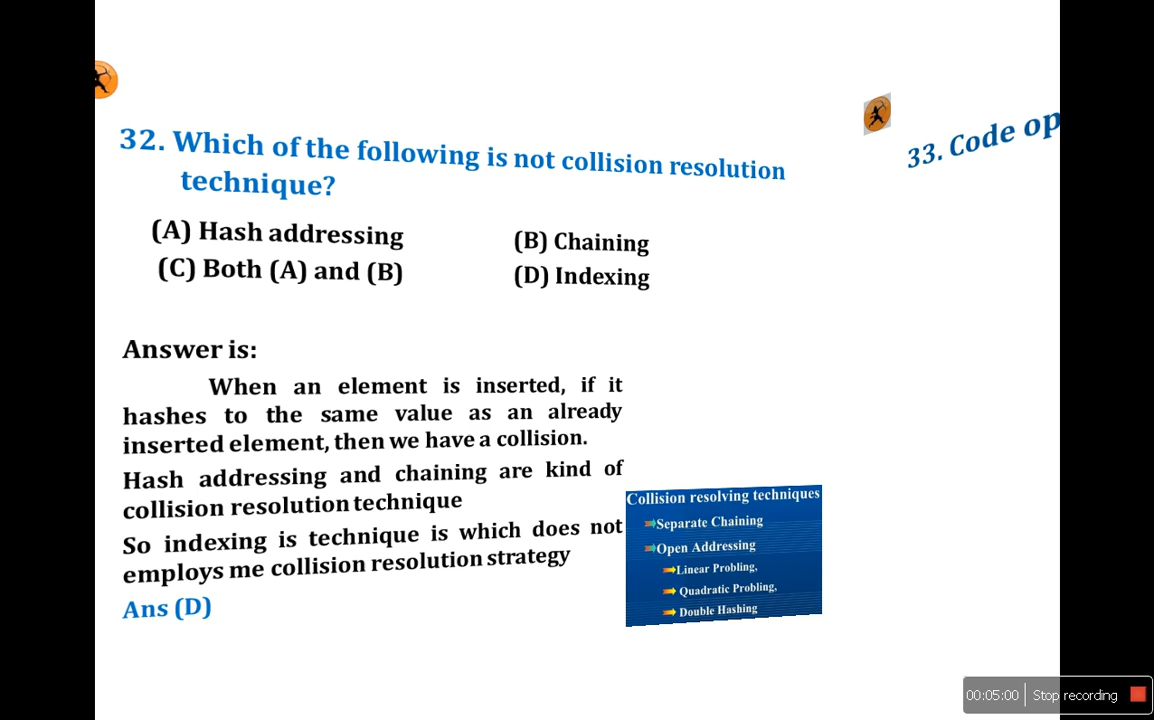 32. Which of the following is not collision resolution
technique?
(A) Hash addressing (B) Chaining
(C) Both (A) and (B) (D) Indexing
Answer is:
When an element is inserted, if it
hashes to the same value as an already
inserted element, then we have a collision.
Hash addressing and chaining are kind of
collision resolution technique
So indexing is technique is which does not
employs me collision resolution strategy
Ans (D)
Collision resolving techniques
Separate Chaining
Open Addressing
Linear Probling,
Quadratic Probling,
Double Hashing
33. Code op
00:05:00 Stop recording